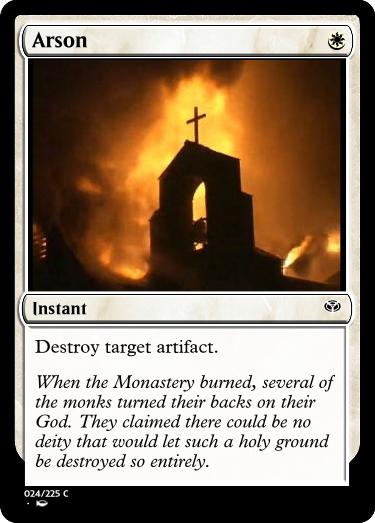 Arson
Instant
Destroy target artifact.
When the Monastery burned, several of
the monks turned their backs on their
God. They claimed there could be no
deity that would let such a holy ground
be destroyed so entirely.
024/225 C